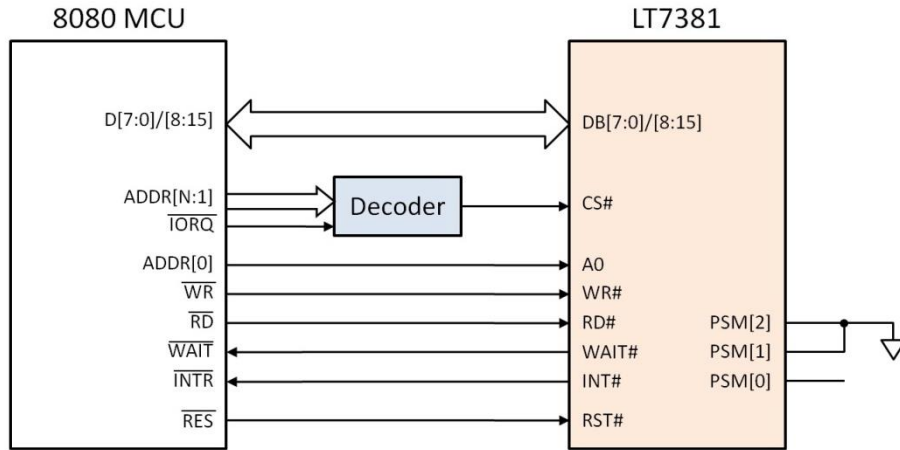 8080 MCU
LT7381
D[7:0]/[8:15]
DB[7:0]/[8:15]
ADDR[N:1]
Decoder
CS#
IORQ
ADDR[0]
A0
WR
WR#
RD
RD#
PSM[2]
WAIT
WAIT#
PSM[1]
INTR
INT#
PSM[0]
RES
RST#